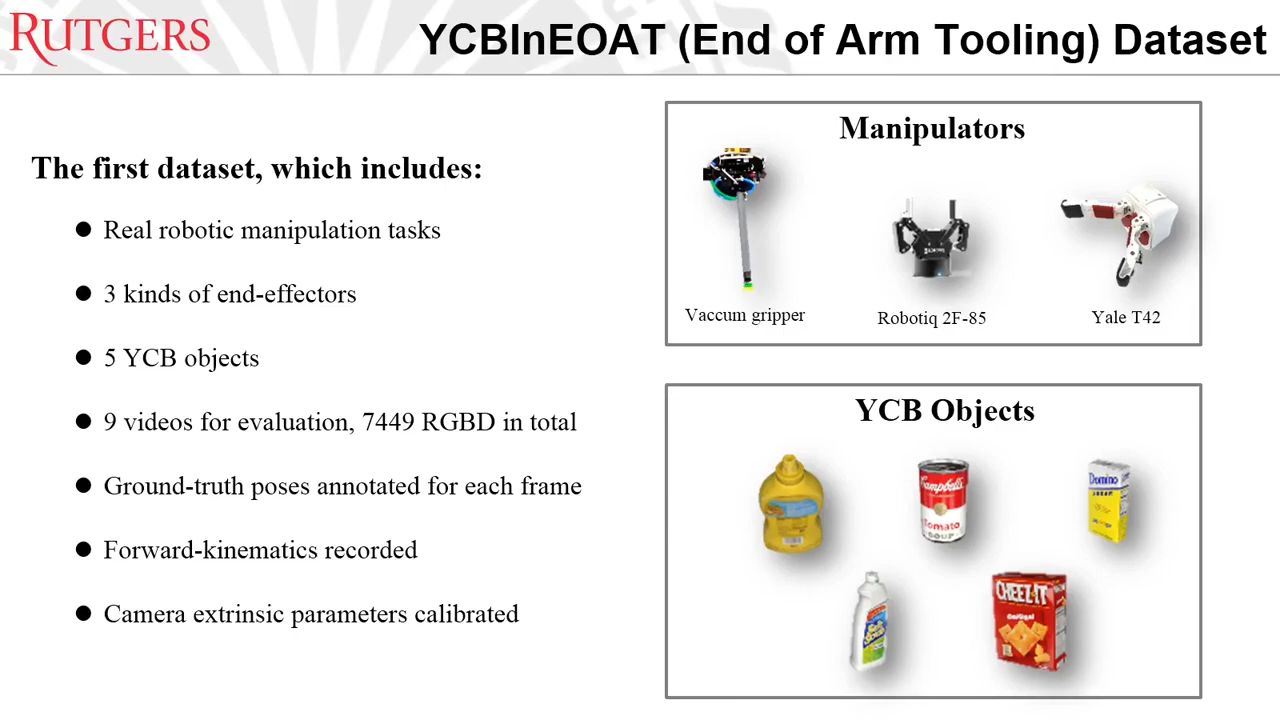 RUTGERS
YCBInEOAT (End of Arm Tooling) Dataset
The first dataset, which includes:
Real robotic manipulation tasks
3 kinds of end-effectors
5 YCB objects
9 videos for evaluation, 7449 RGBD in total
Ground-truth poses annotated for each frame
Forward-kinematics recorded
Camera extrinsic parameters calibrated
Manipulators
Vaccum gripper
Robotiq 2F-85
Yale T42
YCB Objects
Campbell's
Tomato
SOUP
Domino
SUGAR
CHEEZ-IT
Original